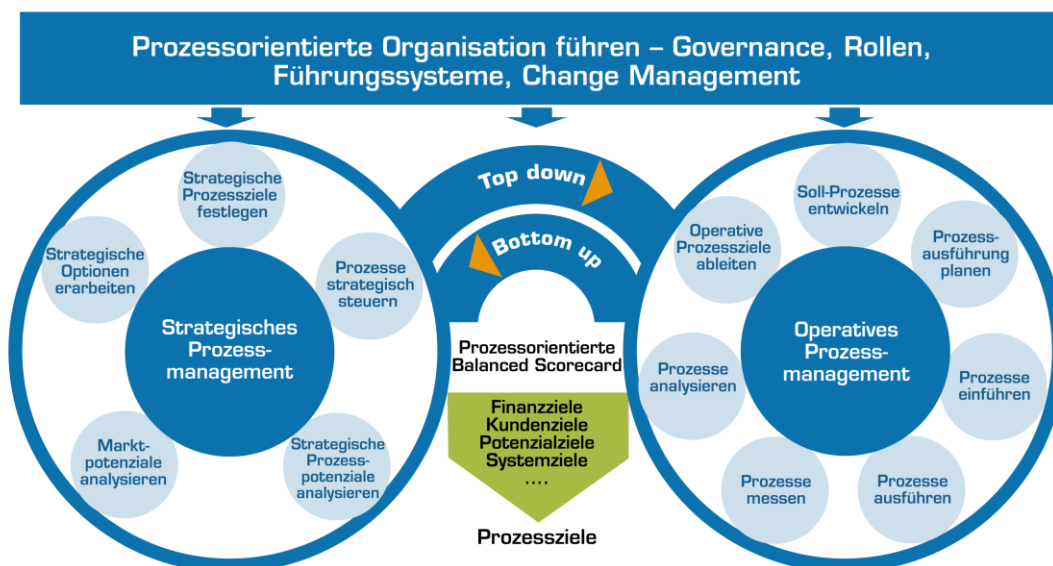 Prozessorientierte Organisation führen – Governance, Rollen,
Führungssysteme, Change Management
Strategische
Prozessziele
festlegen
Strategische
Optionen
erarbeiten
Prozesse
strategisch
steuern
Strategisches
Prozess-
management
Markt-
potenziale
analysieren
Strategische
Prozess-
potenziale
analysieren
Top down
Bottom up
Prozessorientierte
Balanced Scorecard
Finanzziele
Kundenziele
Potenzialziele
Systemziele
....
Prozessziele
Soll-Prozesse
entwickeln
Operative
Prozessziele
ableiten
Prozess-
ausführung
planen
Operatives
Prozess-
management
Prozesse
analysieren
Prozesse
einführen
Prozesse
messen
Prozesse
ausführen